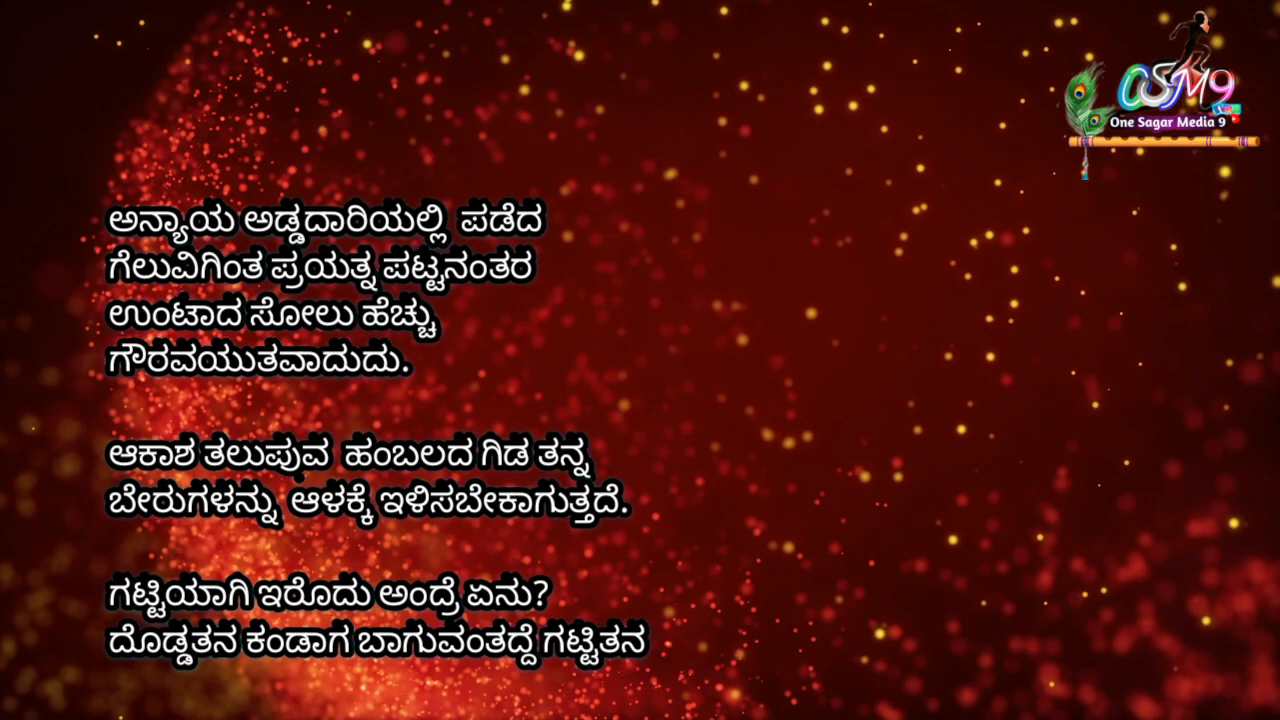 OSM9
One Sagar Media 9
ಅನ್ಯಾಯ ಅಡ್ಡದಾರಿಯಲ್ಲಿ ಪಡೆದ
ಗೆಲುವಿಗಿಂತ ಪ್ರಯತ್ನ ಪಟ್ಟನಂತರ
ಉಂಟಾದ ಸೋಲು ಹೆಚ್ಚು
ಗೌರವಯುತವಾದುದು.
ಆಕಾಶ ತಲುಪುವ ಹಂಬಲದ ಗಿಡ ತನ್ನ
ಬೇರುಗಳನ್ನು ಆಳಕ್ಕೆ ಇಳಿಸಬೇಕಾಗುತ್ತದೆ.
ಗಟ್ಟಿಯಾಗಿ ಇರೊದು ಅಂದ್ರೆ ಏನು?
ದೊಡ್ಡತನ ಕಂಡಾಗ ಬಾಗುವಂತದ್ದೆ ಗಟ್ಟಿತನ